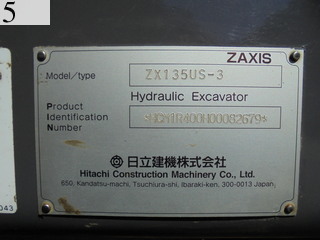 5
ZAXIS
Model/type ZX135US-3
Hydraulic Excavator
Product
Identification
Number
日立建機株式会社
Hitachi Construction Machinery Co., Ltd.
650, Kandatsu-machi, Tsuchiura-shi, Ibaraki-ken, 300-0013 Japan
043